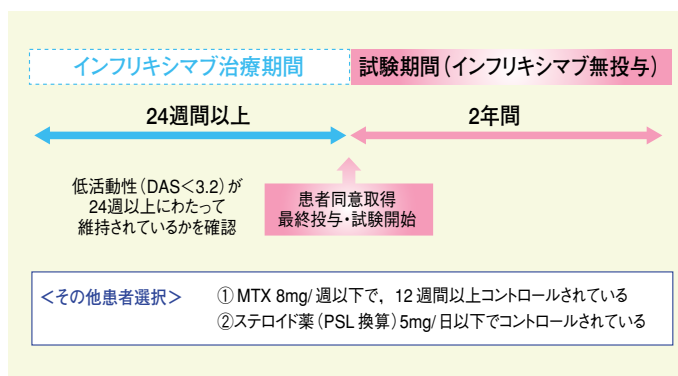 インフリキシマブ治療期間
試験期間(インフリキシマブ無投与)
24週間以上
2年間
低活動性(DAS<3.2)が
24週以上にわたって
維持されているかを確認
患者同意取得
最終投与・試験開始
<その他患者選択>
① MTX 8mg/週以下で,12週間以上コントロールされている
②ステロイド薬(PSL 換算)5mg/日以下でコントロールされている